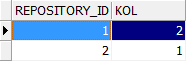 REPOSITORY_ID KOL
1 2
2 1